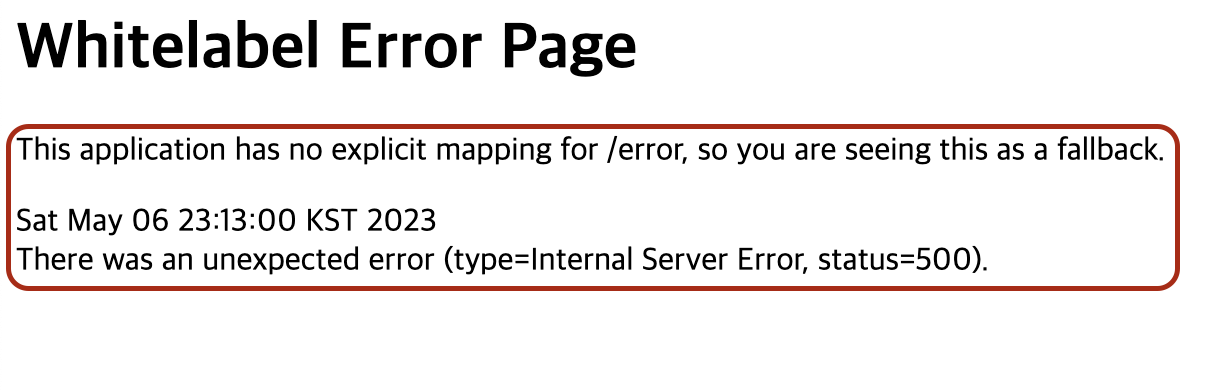 Whitelabel Error Page
This application has no explicit mapping for /error, so you are seeing this as a fallback.
Sat May 06 23:13:00 KST 2023
There was an unexpected error (type=Internal Server Error, status=500).